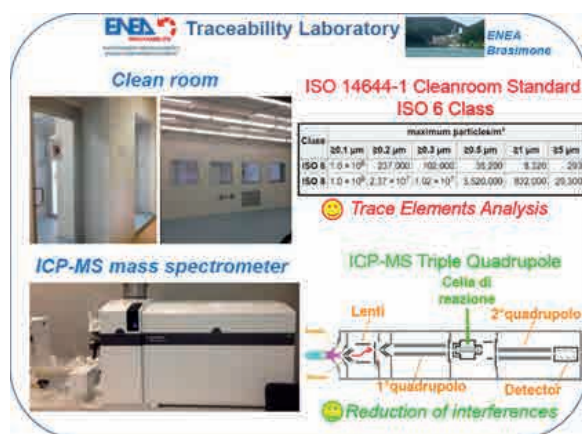 ENEA Traceability Laboratory
ENEA
Brasimone
Clean room
ISO 14644-1 Cleanroom Standard
ISO 6 Class
Class maximum particles/m³
≥0.1 µm ≥0.2 µm ≥0.3 µm ≥0.5 µm ≥1 µm ≥5 µm
ISO 6 1.0 × 10⁶ 237,000 102,000 35,200 8,320 293
ISO 8 2.37 × 10⁷ 1.02 × 10⁷ 3,520,000 832,000 29,300
Trace Elements Analysis
ICP-MS mass spectrometer
ICP-MS Triple Quadrupole
Cella di
reazione
Lenti
2°quadrupolo
1°quadrupolo
Detector
Reduction of interferences